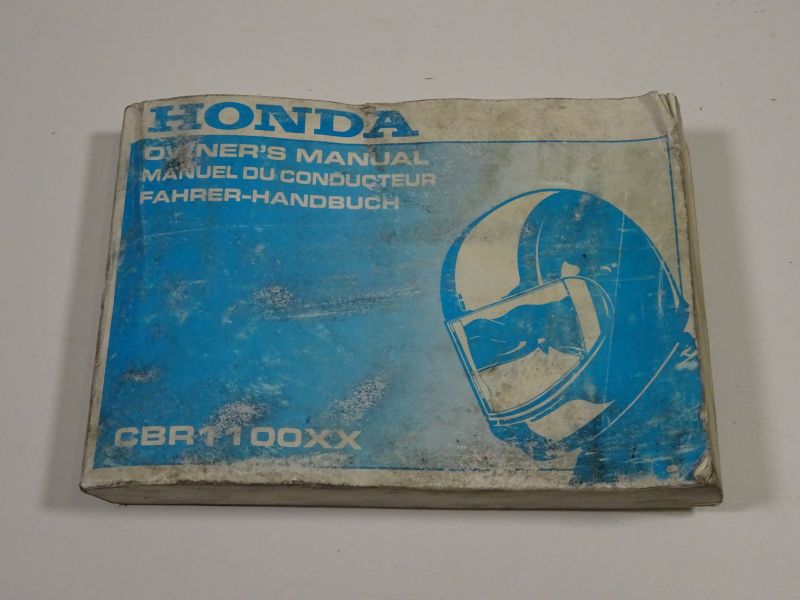 HONDA
OWNER'S MANUAL
MANUEL DU CONDUCTEUR
FAHRER-HANDBUCH
CBR1100XX